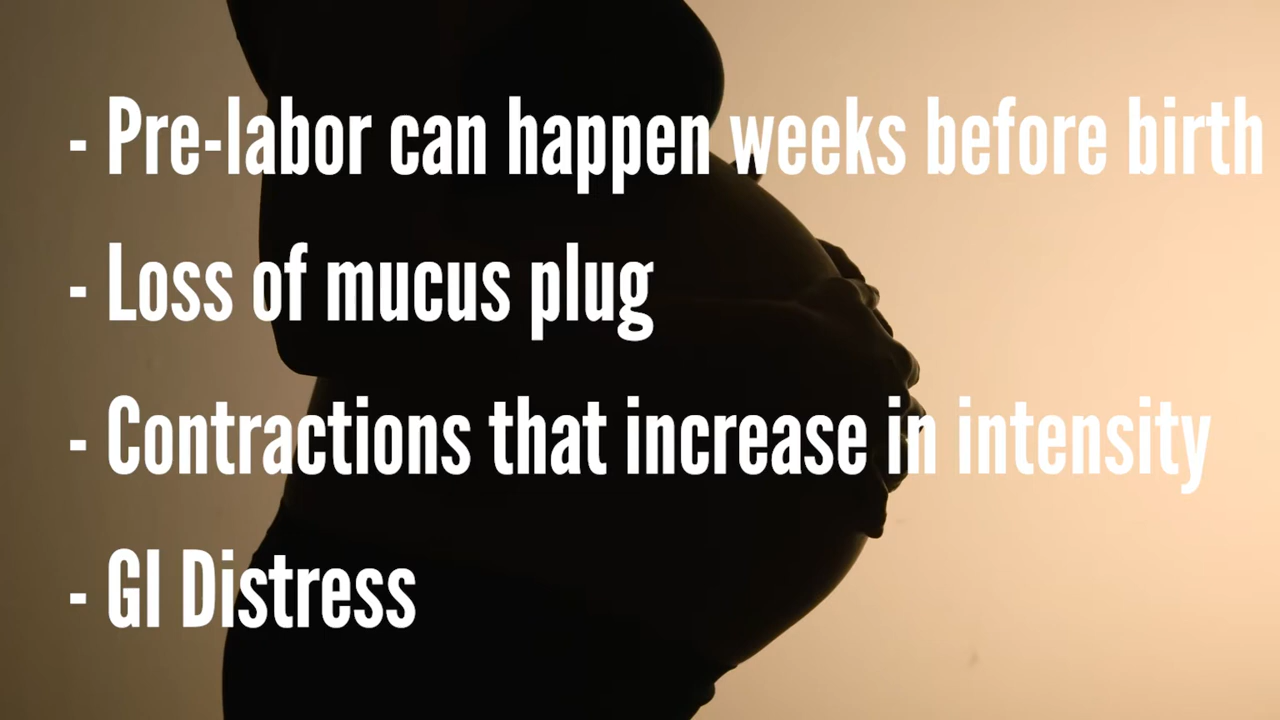 - Pre-labor can happen weeks before birth
- Loss of mucus plug
- Contractions that increase in intensity
- GI Distress